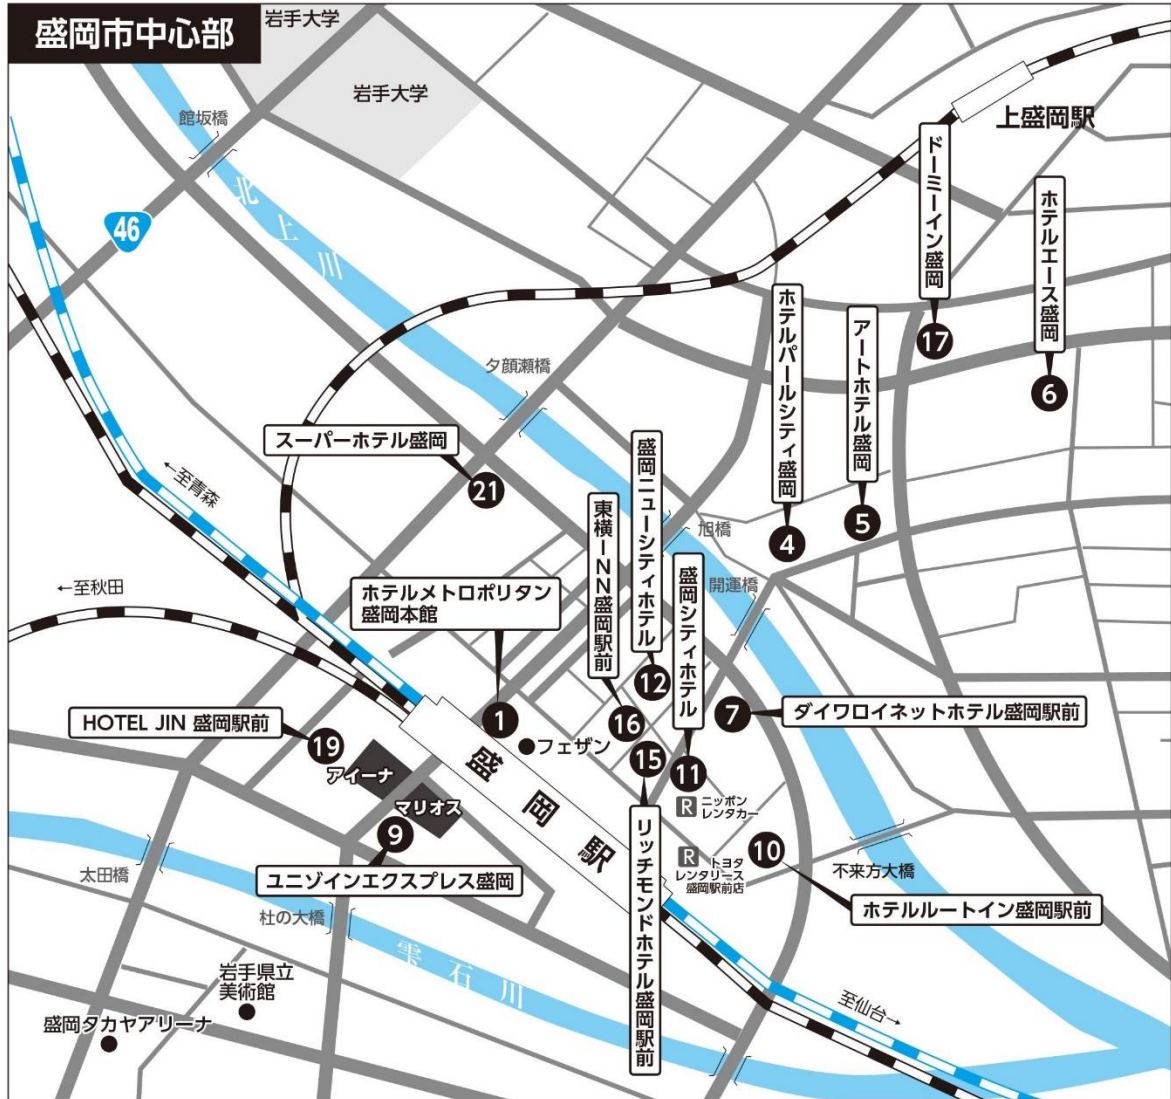 盛岡市中心部
岩手大学
岩手大学
館坂橋
上盛岡駅
北上川
46
ドーミーイン盛岡
17
ホテルエース盛岡
6
ホテルパールシティ盛岡
4
アートホテル盛岡
5
夕顔瀬橋
スーパーホテル盛岡
21
←至青森
←至秋田
盛岡ニューシティホテル
12
東横INN盛岡駅前
16
旭橋
開運橋
盛岡シティホテル
11
ホテルメトロポリタン
盛岡本館
1
フェザン
7
ダイワロイネットホテル盛岡駅前
HOTEL JIN 盛岡駅前
19
アイーナ
マリオス
9
ユニゾインエクスプレス盛岡
盛岡駅
15
リッチモンドホテル盛岡駅前
R
ニッポン
レンタカー
R
トヨタ
レンタリース
盛岡駅前店
10
ホテルルートイン盛岡駅前
不来方大橋
太田橋
杜の大橋
雫石川
岩手県立
美術館
盛岡タカヤアリーナ
至仙台→